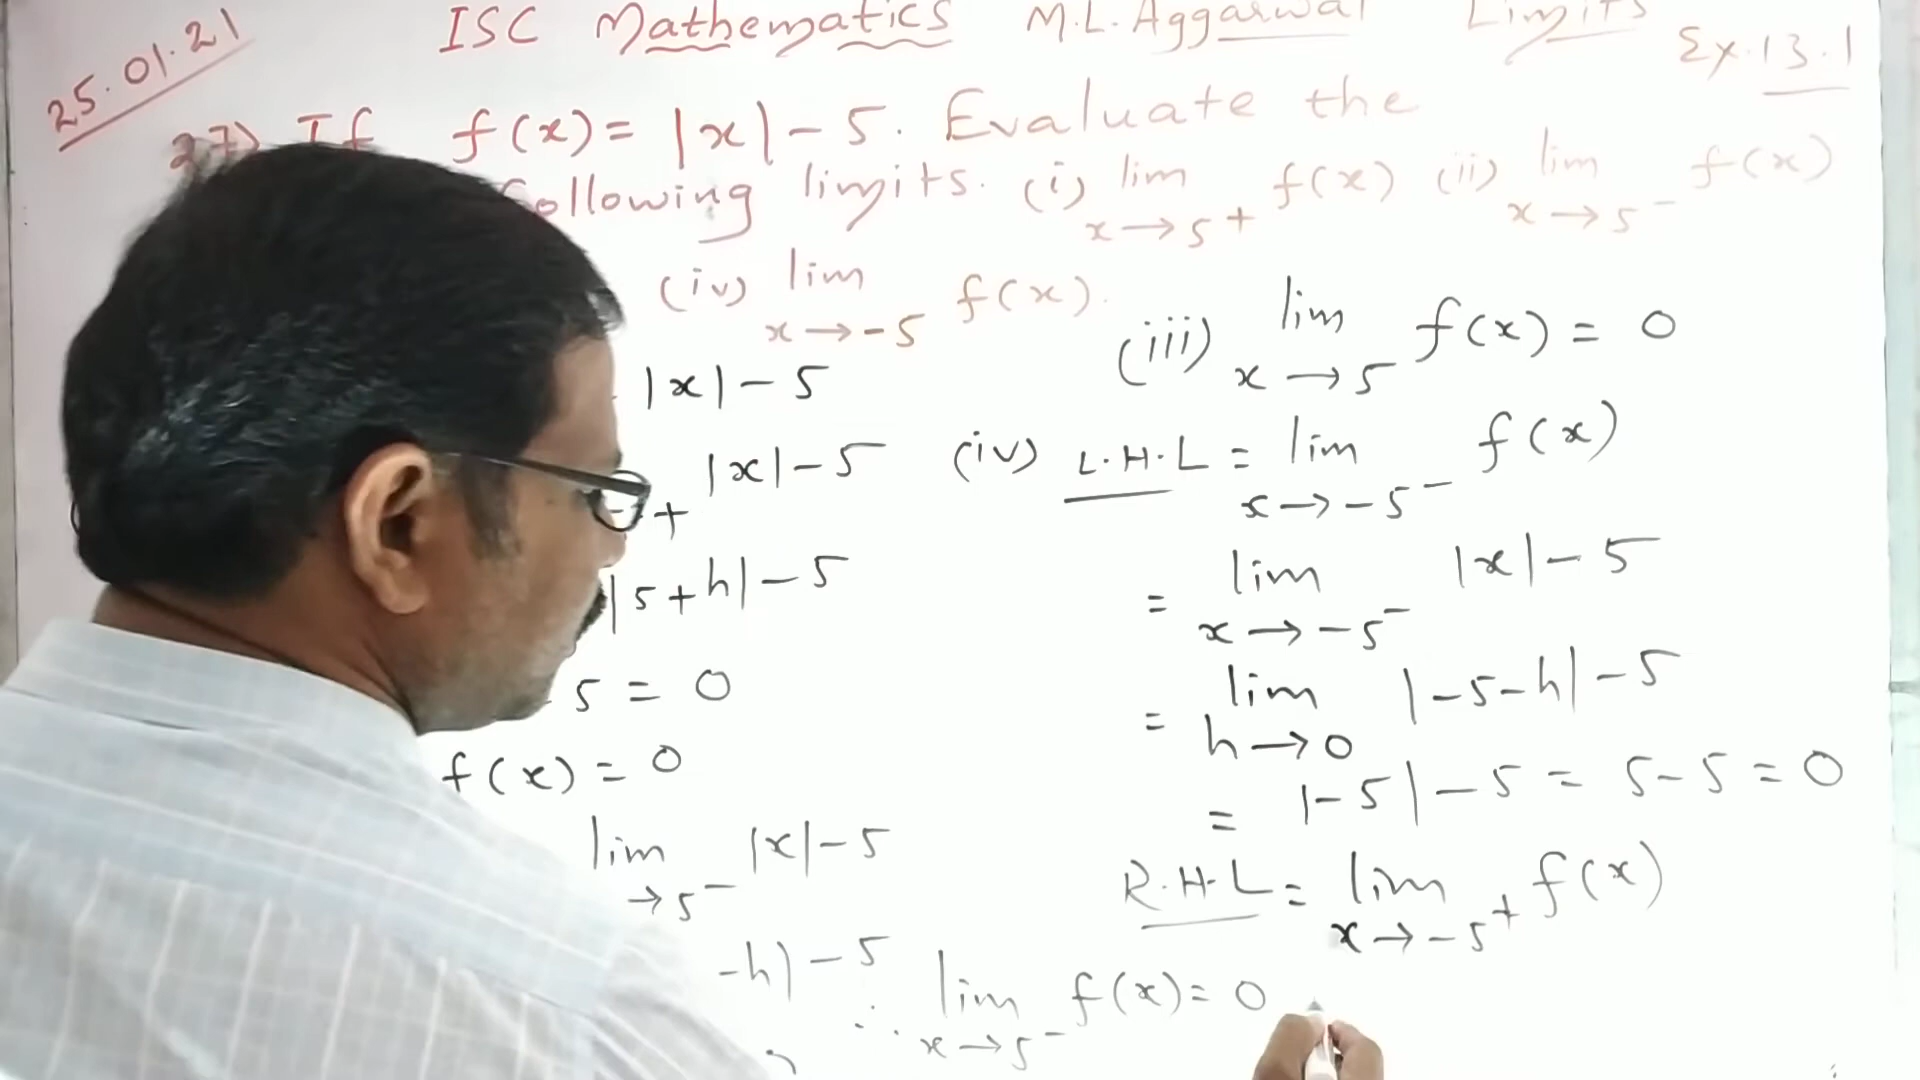 25.01.21
ISC Mathematics M.L.Aggarwal Limits
Ex.13.1
27) If f(x) = |x| - 5. Evaluate the
following limits. (i) lim x→5+ f(x) (ii) lim x→5- f(x)
(iv) lim x→-5 f(x).
|x| - 5
+ |x| - 5
|5+h| - 5
5 = 0
f(x) = 0
lim →5- |x| - 5
-h| - 5
∴ lim x→5- f(x) = 0
(iii) lim x→5 f(x) = 0
(iv) L.H.L = lim x→-5- f(x)
= lim x→-5- |x| - 5
= lim h→0 |-5-h| - 5
= |-5| - 5 = 5-5 = 0
R.H.L = lim x→-5+ f(x)